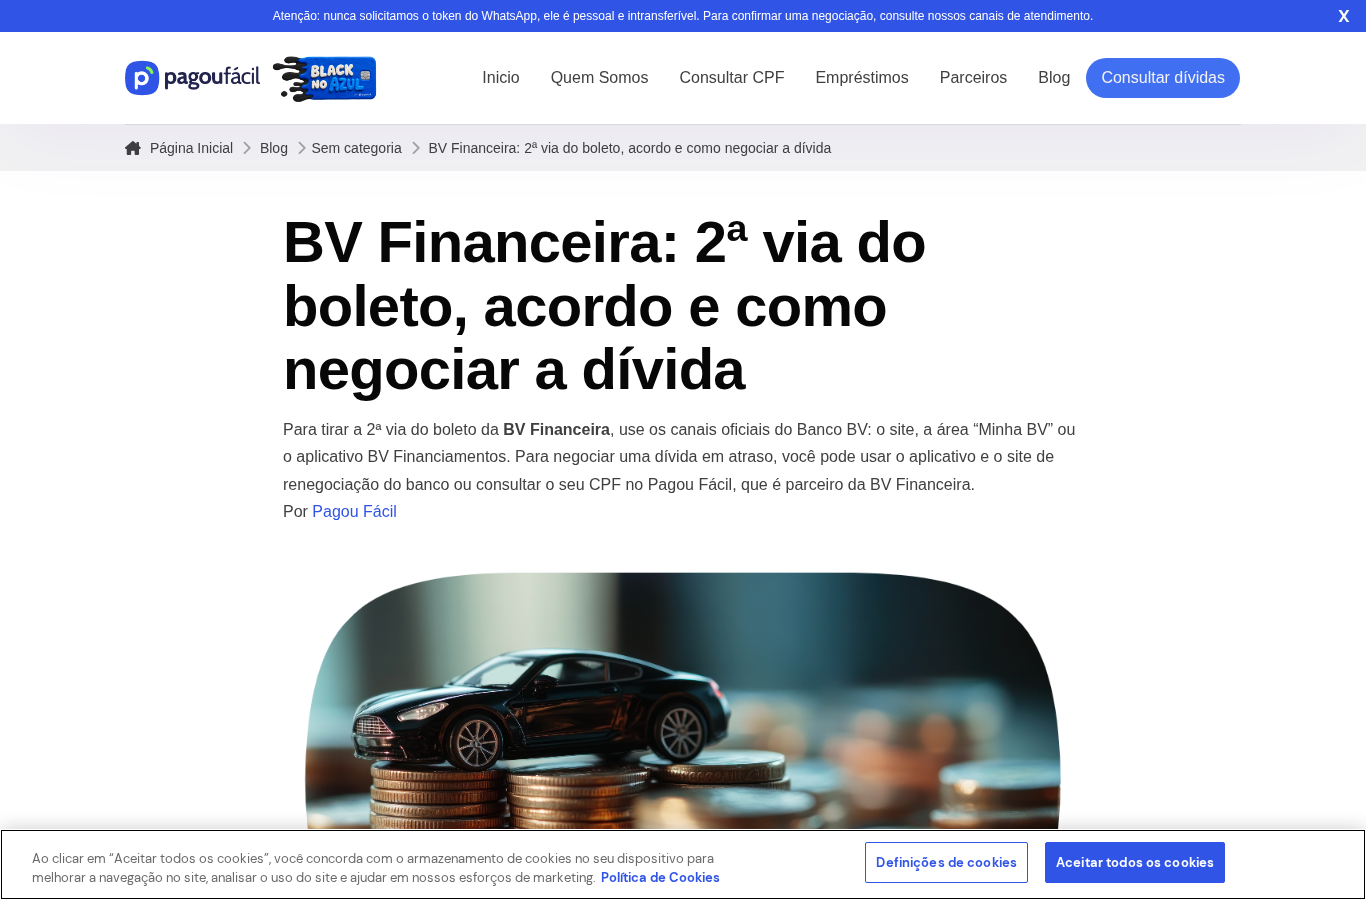 Atenção: nunca solicitamos o token do WhatsApp, ele é pessoal e intransferível. Para confirmar uma negociação, consulte nossos canais de atendimento.
X
pagoufácil
BLACK
NO AZUL
Inicio
Quem Somos
Consultar CPF
Empréstimos
Parceiros
Blog
Consultar dívidas
Página Inicial
Blog
Sem categoria
BV Financeira: 2ª via do boleto, acordo e como negociar a dívida
BV Financeira: 2ª via do
boleto, acordo e como
negociar a dívida
Para tirar a 2ª via do boleto da BV Financeira, use os canais oficiais do Banco BV: o site, a área “Minha BV” ou
o aplicativo BV Financiamentos. Para negociar uma dívida em atraso, você pode usar o aplicativo e o site de
renegociação do banco ou consultar o seu CPF no Pagou Fácil, que é parceiro da BV Financeira.
Por Pagou Fácil
Ao clicar em “Aceitar todos os cookies”, você concorda com o armazenamento de cookies no seu dispositivo para
melhorar a navegação no site, analisar o uso do site e ajudar em nossos esforços de marketing. Política de Cookies
Definições de cookies
Aceitar todos os cookies